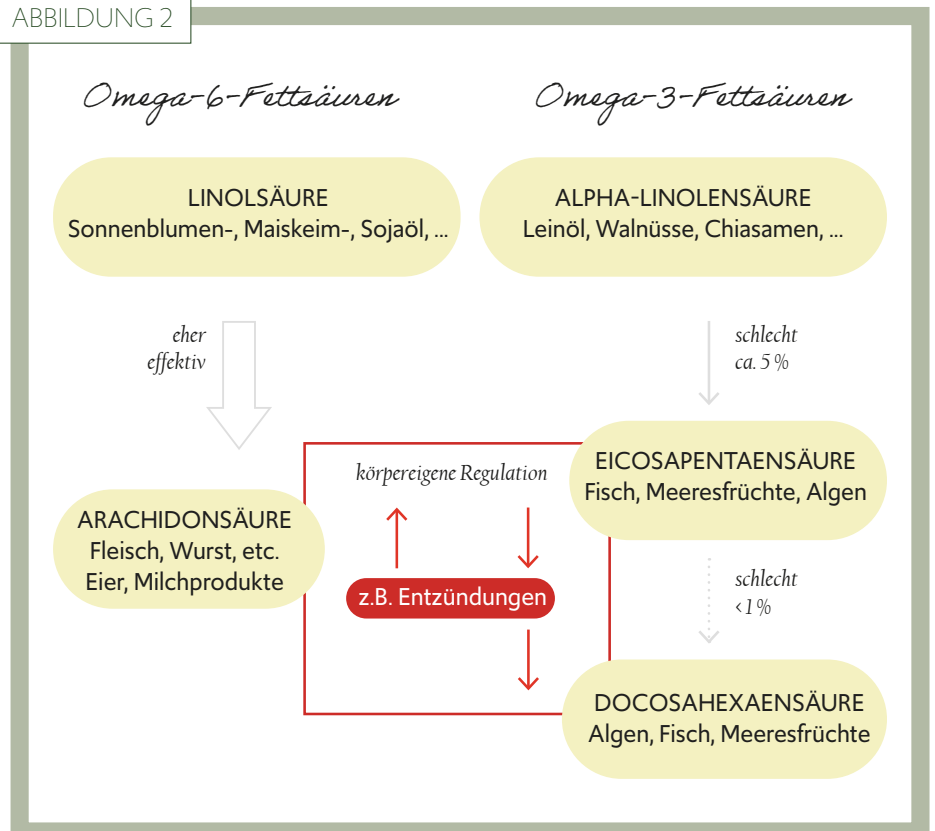 ABBILDUNG 2
Omega-6-Fettsäuren
Omega-3-Fettsäuren
LINOLSÄURE
Sonnenblumen-, Maiskeim-, Sojaöl, ...
ALPHA-LINOLENSÄURE
Leinöl, Walnüsse, Chiasamen, ...
eher
effektiv
schlecht
ca. 5 %
körpereigene Regulation
EICOSAPENTAENSÄURE
Fisch, Meeresfrüchte, Algen
ARACHIDONSÄURE
Fleisch, Wurst, etc.
Eier, Milchprodukte
z.B. Entzündungen
schlecht
<1 %
DOCOSAHEXAENSÄURE
Algen, Fisch, Meeresfrüchte